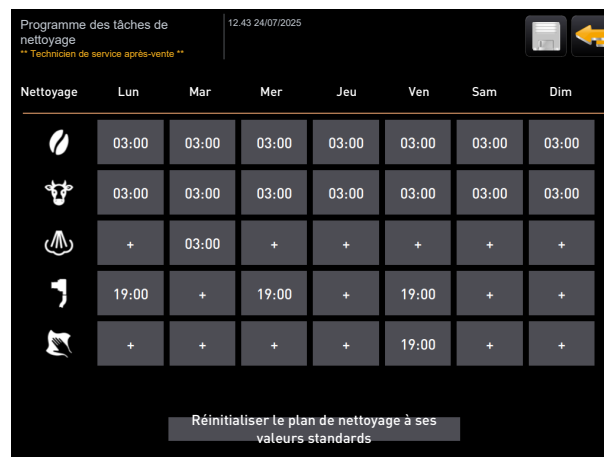 Programme des tâches de
nettoyage
** Technicien de service après-vente **
12.43 24/07/2025
Nettoyage Lun Mar Mer Jeu Ven Sam Dim
03:00 03:00 03:00 03:00 03:00 03:00 03:00
03:00 03:00 03:00 03:00 03:00 03:00 03:00
+ 03:00 + + + + +
19:00 + 19:00 + 19:00 + +
+ + + + 19:00 + +
Réinitialiser le plan de nettoyage à ses
valeurs standards